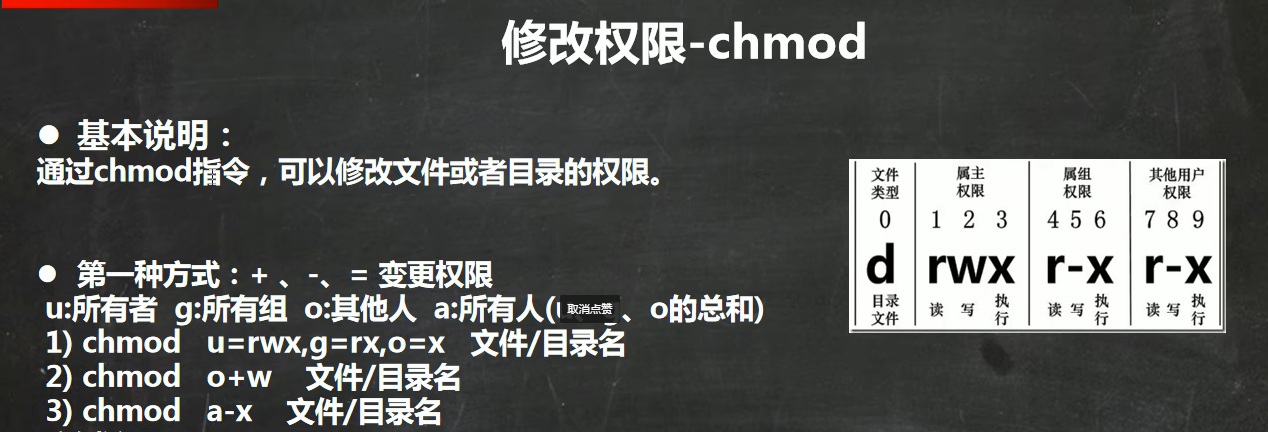 修改权限-chmod
● 基本说明：
通过chmod指令，可以修改文件或者目录的权限。
● 第一种方式：+ 、-、= 变更权限
u:所有者 g:所有组 o:其他人 a:所有人(、o的总和)
取消点赞
1) chmod u=rwx,g=rx,o=x 文件/目录名
2) chmod o+w 文件/目录名
3) chmod a-x 文件/目录名
文件 属主 属组 其他用户
类型 权限 权限 权限
0 1 2 3 4 5 6 7 8 9
d rwx r-x r-x
目录 读 写 执 读 写 执 读 写 执
文件 行 行 行